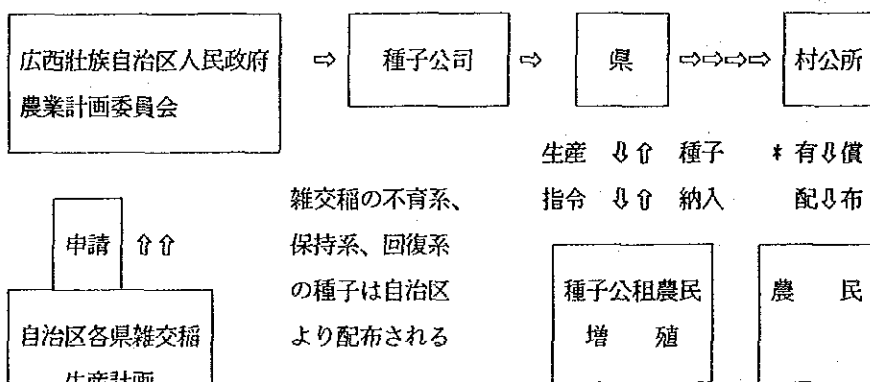 広西壮族自治区人民政府 ⇨ 種子公司 ⇨ 県 ⇨⇨⇨⇨ 村公所
農業計画委員会
生産 ⇩⇧ 種子 * 有⇩償
雑交稲の不育系、 指令 ⇩⇧ 納入 配⇩布
申請 ⇧⇧ 保持系、回復系
の種子は自治区 種子公租農民 農 民
自治区各県雑交稲 より配布される 増 殖
生産計画